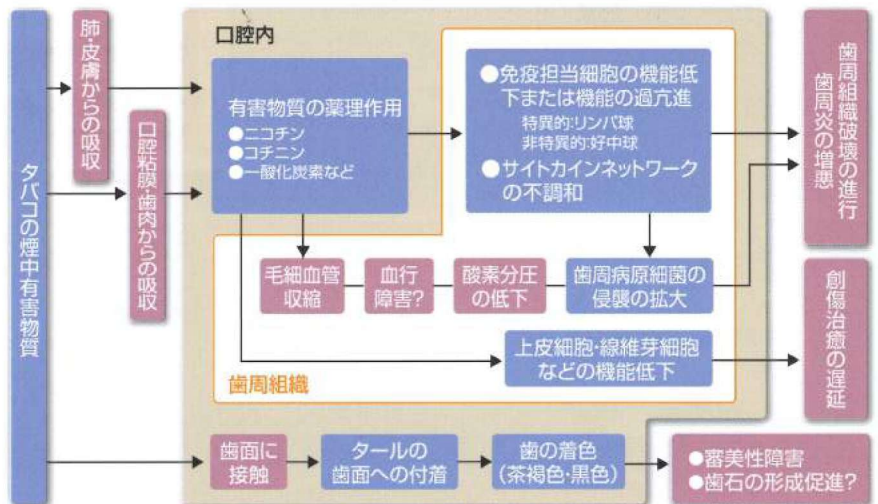 タバコの煙中有害物質
肺・皮膚からの吸収
口腔粘膜・歯肉からの吸収
口腔内
有害物質の薬理作用
●ニコチン
●コチニン
●一酸化炭素など
●免疫担当細胞の機能低
下または機能の過亢進
特異的:リンパ球
非特異的:好中球
●サイトカインネットワーク
の不調和
毛細血管
収縮
血行
障害?
酸素分圧
の低下
歯周病原細菌の
侵襲の拡大
上皮細胞・線維芽細胞
などの機能低下
歯周組織
歯周組織破壊の進行
歯周炎の増悪
創傷治癒の遅延
歯面に
接触
タールの
歯面への付着
歯の着色
(茶褐色・黒色)
●審美性障害
●歯石の形成促進?